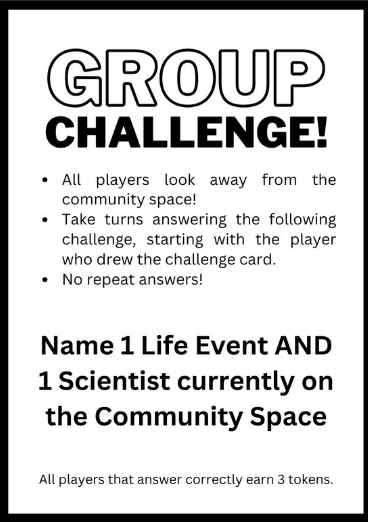 GROUP
CHALLENGE!
• All players look away from the
community space!
• Take turns answering the following
challenge, starting with the player
who drew the challenge card.
• No repeat answers!
Name 1 Life Event AND
1 Scientist currently on
the Community Space
All players that answer correctly earn 3 tokens.